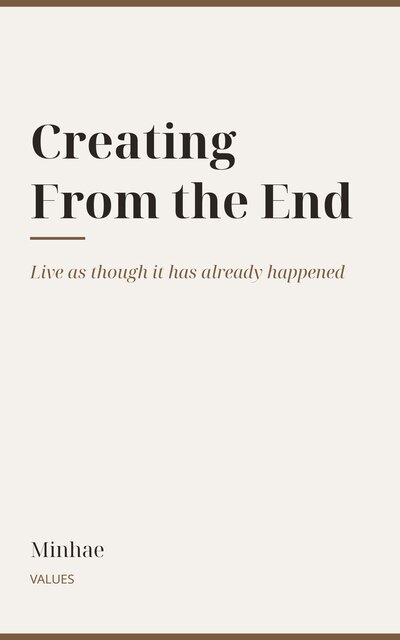 Creating
From the End
Live as though it has already happened
Minhae
VALUES